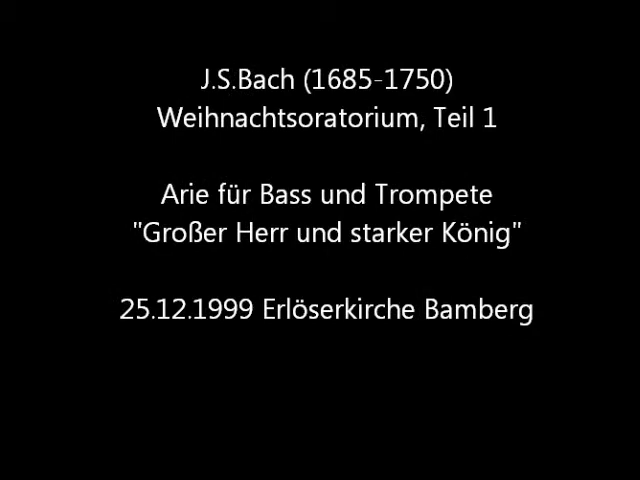 J.S.Bach (1685-1750)
Weihnachtsoratorium, Teil 1
Arie für Bass und Trompete
"Großer Herr und starker König"
25.12.1999 Erlöserkirche Bamberg